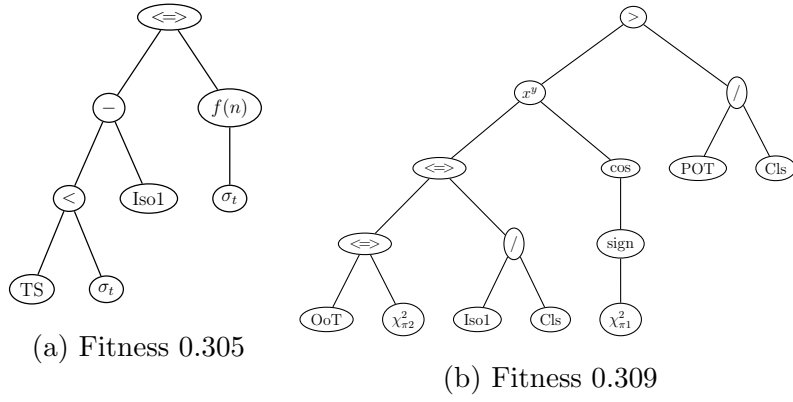 <=>
>
x^y
− f(n) /
<=> cos POT Cls
< Iso1 σ_t
<=> / sign
TS σ_t
OoT χ²_π2 Iso1 Cls χ²_π1
(a) Fitness 0.305
(b) Fitness 0.309